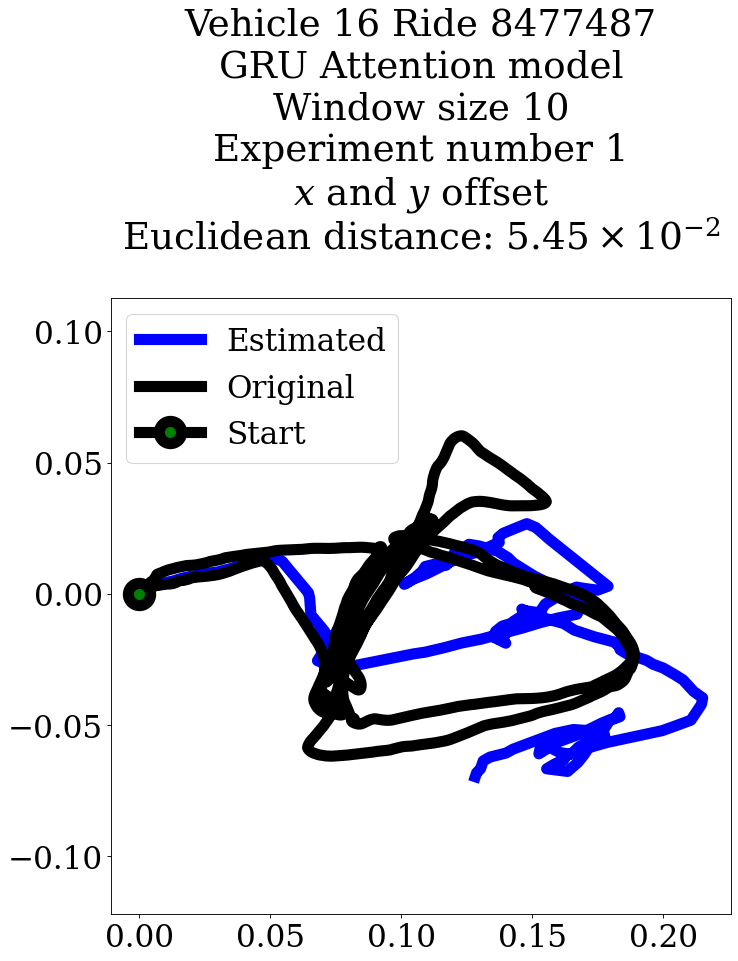 Vehicle 16 Ride 8477487
GRU Attention model
Window size 10
Experiment number 1
x and y offset
Euclidean distance: 5.45 × 10⁻²
Estimated
Original
Start
0.10
0.05
0.00
−0.05
−0.10
0.00 0.05 0.10 0.15 0.20